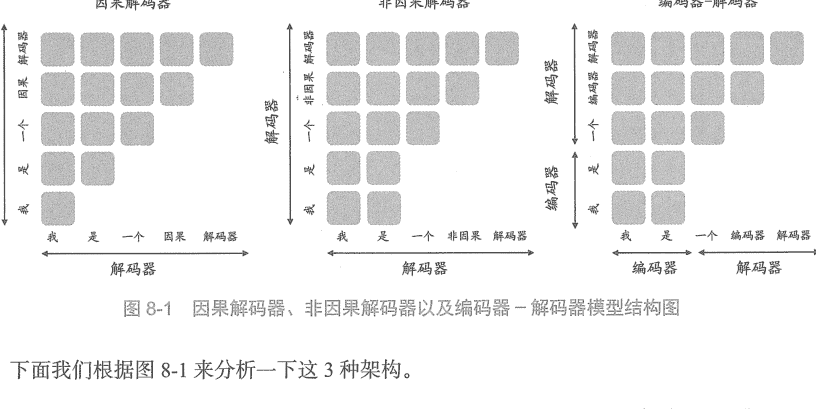 因果解码器 非因果解码器 编码器-解码器
解码器 解码器 解码器
因果 非因果 编码器
一个 一个 一个
是 是 是
我 我 我
解码器 解码器 编码器
我 是 一个 因果 解码器 我 是 一个 非因果 解码器 我 是 一个 编码器 解码器
解码器 解码器 编码器 解码器
图 8-1 因果解码器、非因果解码器以及编码器－解码器模型结构图
下面我们根据图 8-1 来分析一下这 3 种架构。